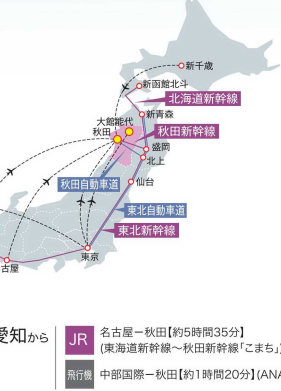 新千歳
新函館北斗
北海道新幹線
新青森
大館能代
秋田
秋田新幹線
盛岡
北上
秋田自動車道
仙台
東北自動車道
東北新幹線
東京
古屋
愛知から
JR
名古屋ー秋田【約5時間35分】
(東海道新幹線〜秋田新幹線「こまち」
飛行機
中部国際ー秋田【約1時間20分】(ANA